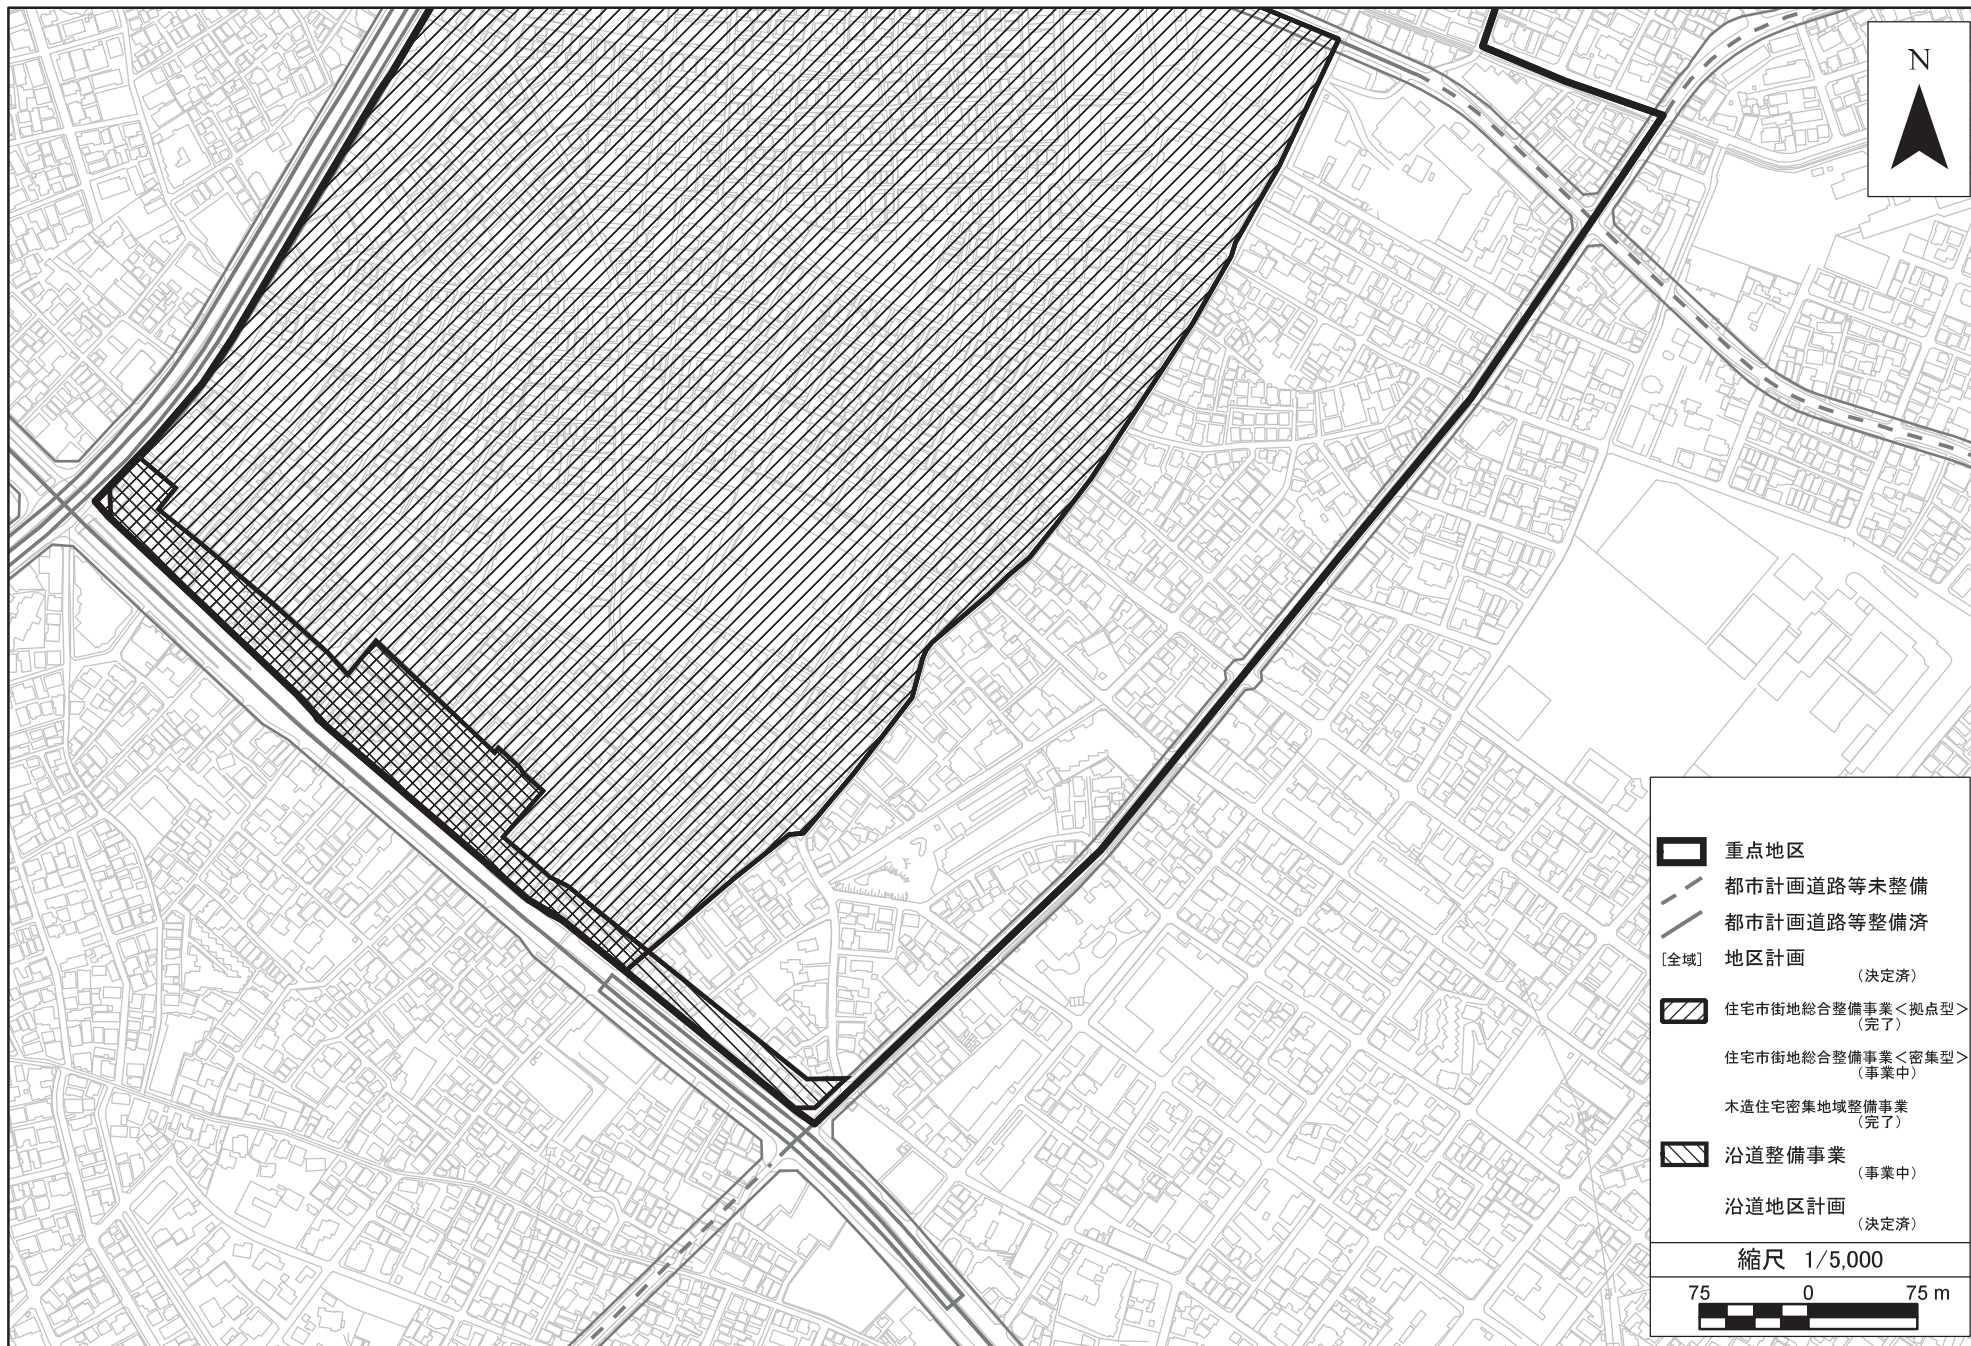 N
重点地区
都市計画道路等未整備
都市計画道路等整備済
[全域] 地区計画
(決定済)
住宅市街地総合整備事業<拠点型>
(完了)
住宅市街地総合整備事業<密集型>
(事業中)
木造住宅密集地域整備事業
(完了)
沿道整備事業
(事業中)
沿道地区計画
(決定済)
縮尺 1/5,000
75 0 75 m